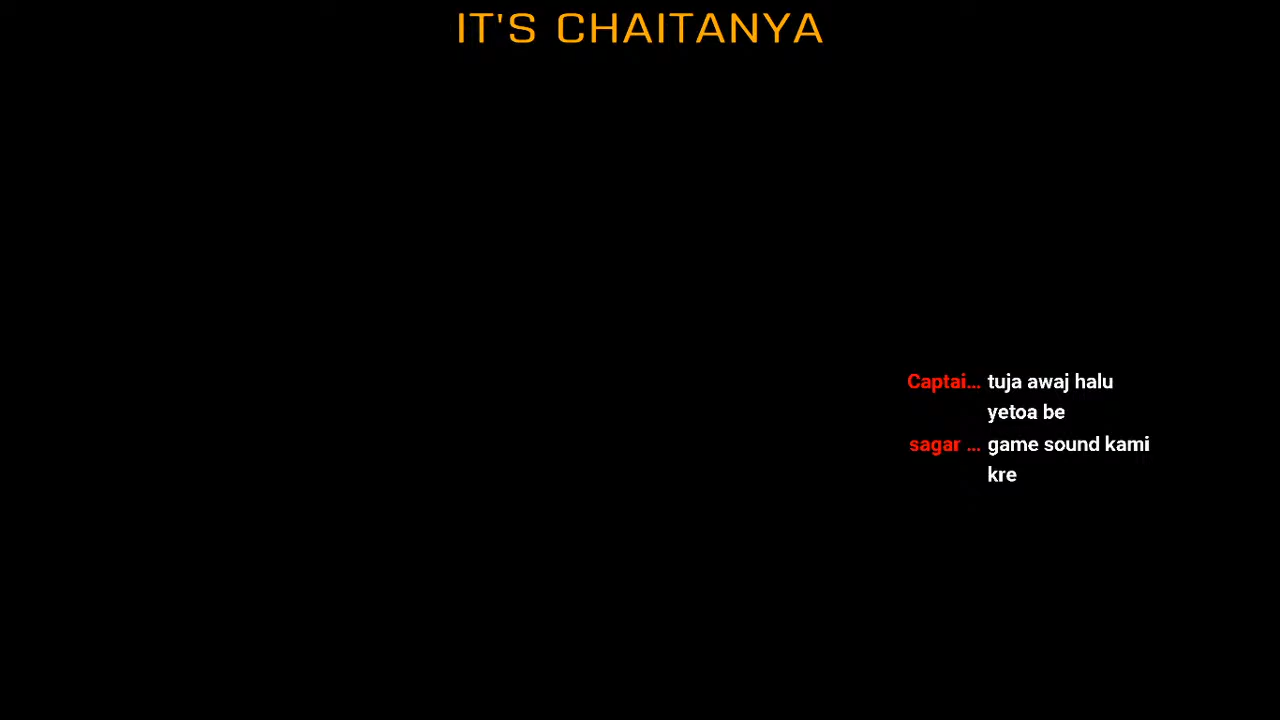 IT'S CHAITANYA
Captai... tuja awaj halu
yetoa be
sagar ... game sound kami
kre